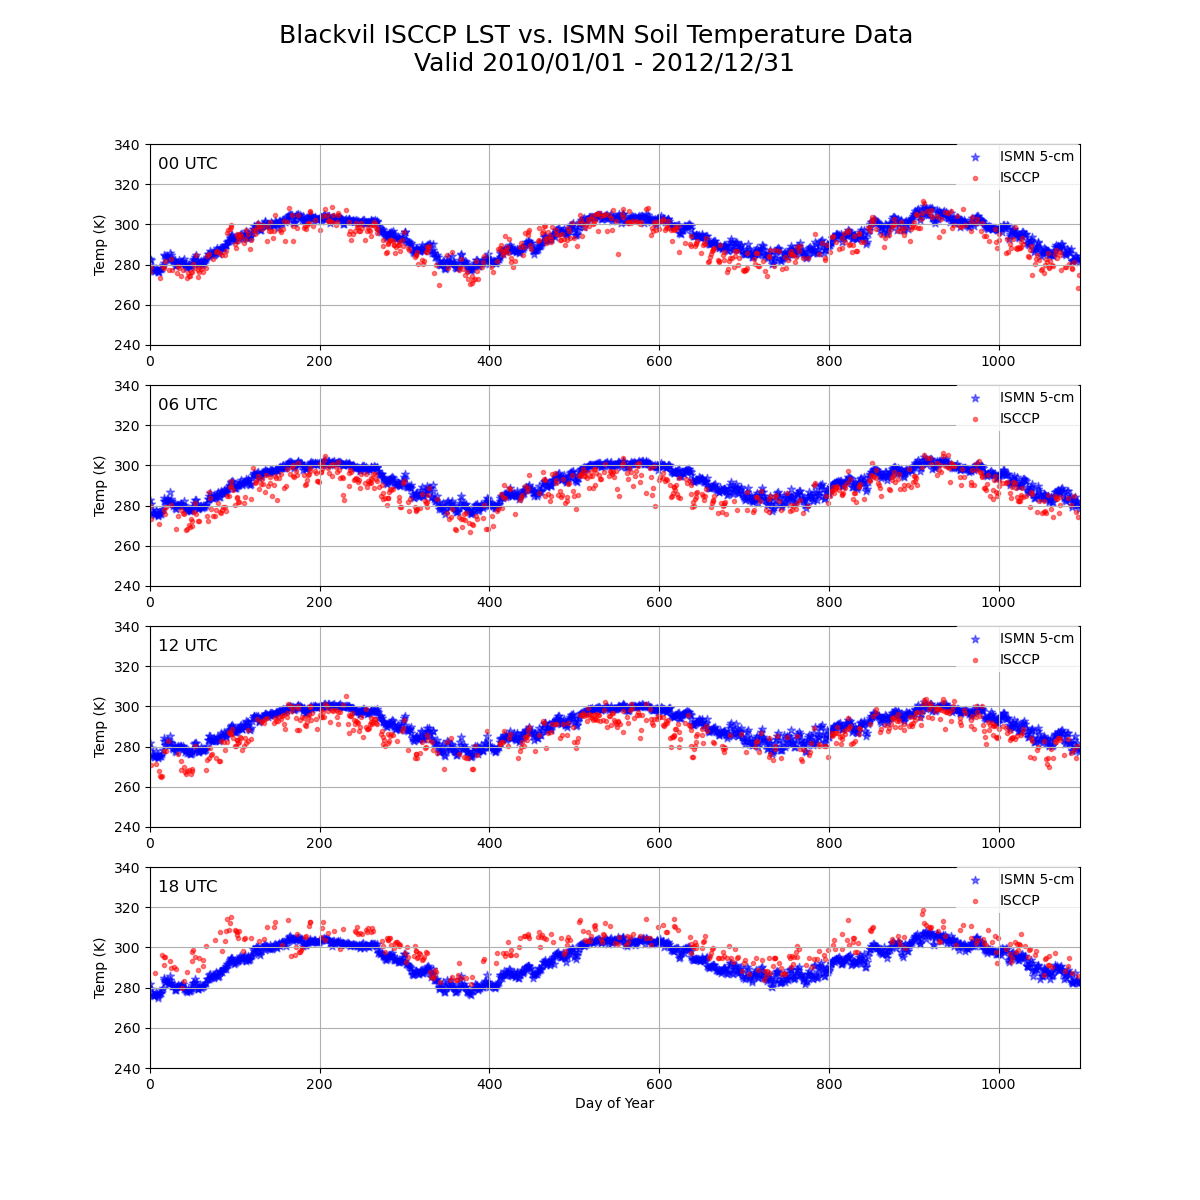 Blackvil ISCCP LST vs. ISMN Soil Temperature Data
Valid 2010/01/01 - 2012/12/31
340
320
300
280
260
240
Temp (K)
00 UTC
ISMN 5-cm
ISCCP
0 200 400 600 800 1000
340
320
300
280
260
240
Temp (K)
06 UTC
ISMN 5-cm
ISCCP
0 200 400 600 800 1000
340
320
300
280
260
240
Temp (K)
12 UTC
ISMN 5-cm
ISCCP
0 200 400 600 800 1000
340
320
300
280
260
240
Temp (K)
18 UTC
ISMN 5-cm
ISCCP
0 200 400 600 800 1000
Day of Year